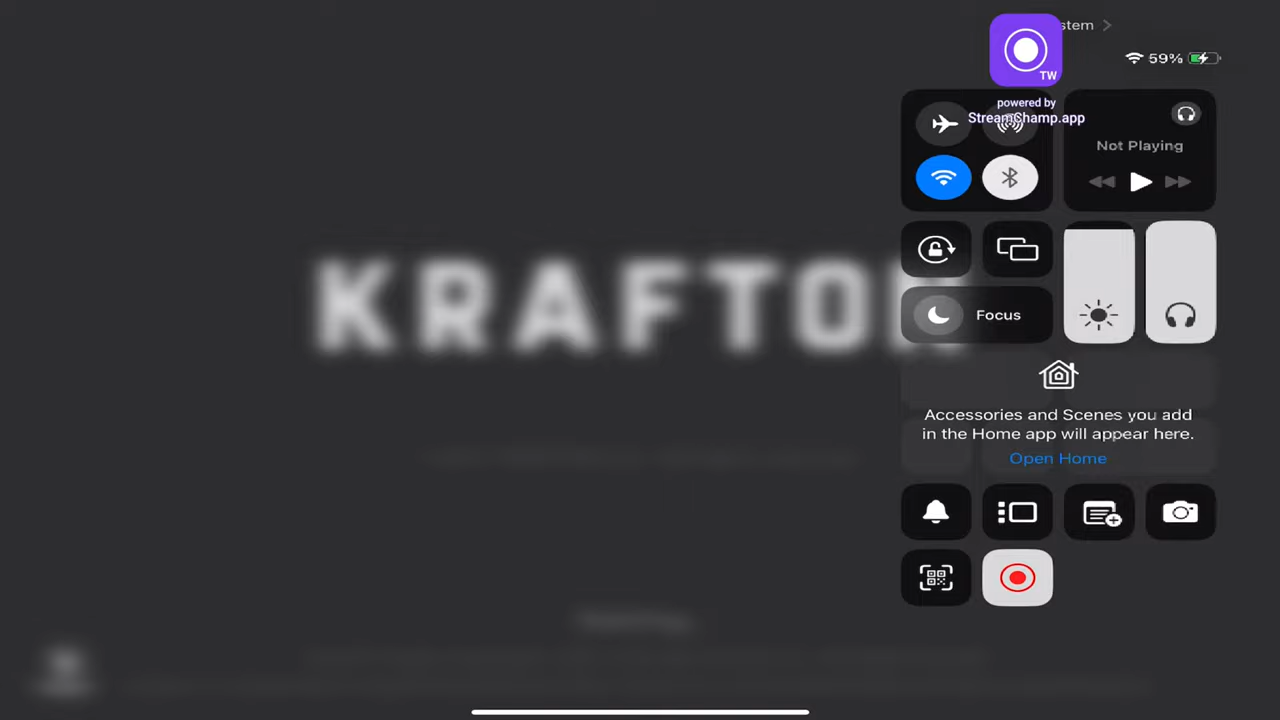 stem
59%
TW
powered by
StreamChamp.app
Not Playing
KRAFTON
Focus
Accessories and Scenes you add
in the Home app will appear here.
Open Home